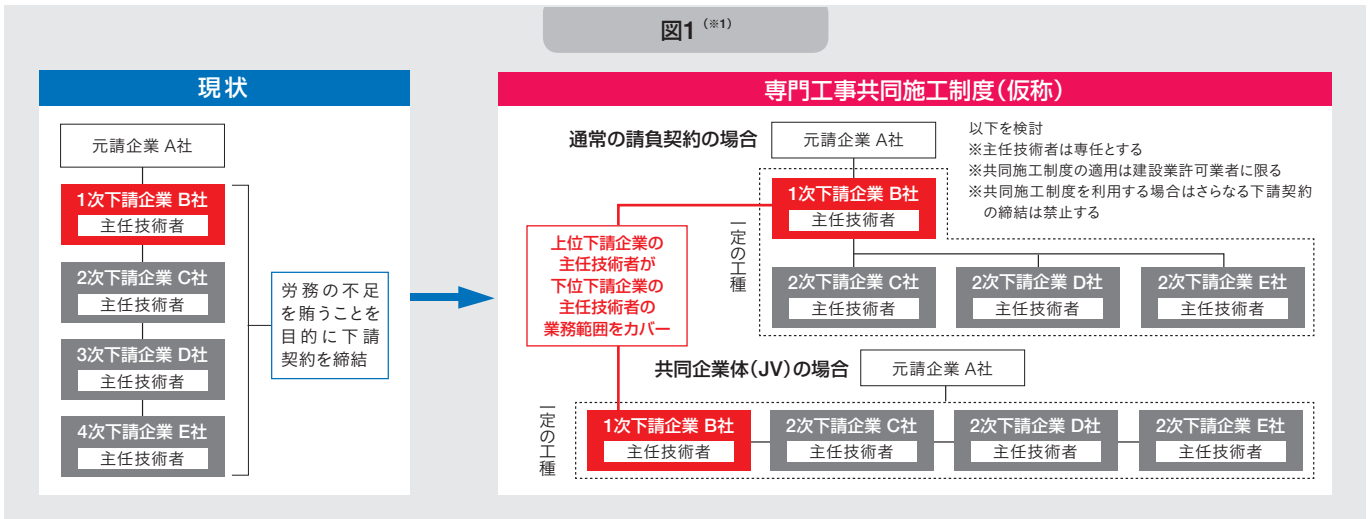 図1（※1）
現状
元請企業 A社
1次下請企業 B社
主任技術者
2次下請企業 C社
主任技術者
3次下請企業 D社
主任技術者
4次下請企業 E社
主任技術者
労務の不足
を賄うことを
目的に下請
契約を締結
専門工事共同施工制度（仮称）
通常の請負契約の場合
元請企業 A社
以下を検討
※主任技術者は専任とする
※共同施工制度の適用は建設業許可業者に限る
※共同施工制度を利用する場合はさらなる下請契約
の締結は禁止する
一定の工種
1次下請企業 B社
主任技術者
2次下請企業 C社
主任技術者
2次下請企業 D社
主任技術者
2次下請企業 E社
主任技術者
上位下請企業の
主任技術者が
下位下請企業の
主任技術者の
業務範囲をカバー
共同企業体（JV）の場合
元請企業 A社
一定の工種
1次下請企業 B社
主任技術者
2次下請企業 C社
主任技術者
2次下請企業 D社
主任技術者
2次下請企業 E社
主任技術者